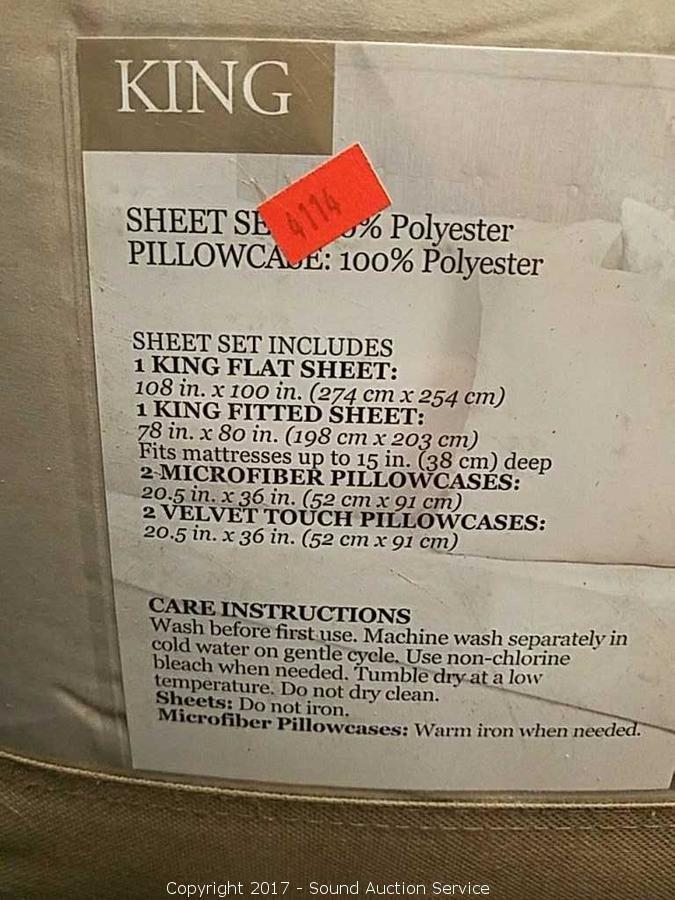 KING
4114
SHEET SE % Polyester
PILLOWCASE: 100% Polyester
SHEET SET INCLUDES
1 KING FLAT SHEET:
108 in. x 100 in. (274 cm x 254 cm)
1 KING FITTED SHEET:
78 in. x 80 in. (198 cm x 203 cm)
Fits mattresses up to 15 in. (38 cm) deep
2 MICROFIBER PILLOWCASES:
20.5 in. x 36 in. (52 cm x 91 cm)
2 VELVET TOUCH PILLOWCASES:
20.5 in. x 36 in. (52 cm x 91 cm)
CARE INSTRUCTIONS
Wash before first use. Machine wash separately in
cold water on gentle cycle. Use non-chlorine
bleach when needed. Tumble dry at a low
temperature. Do not dry clean.
Sheets: Do not iron.
Microfiber Pillowcases: Warm iron when needed.
Copyright 2017 - Sound Auction Service